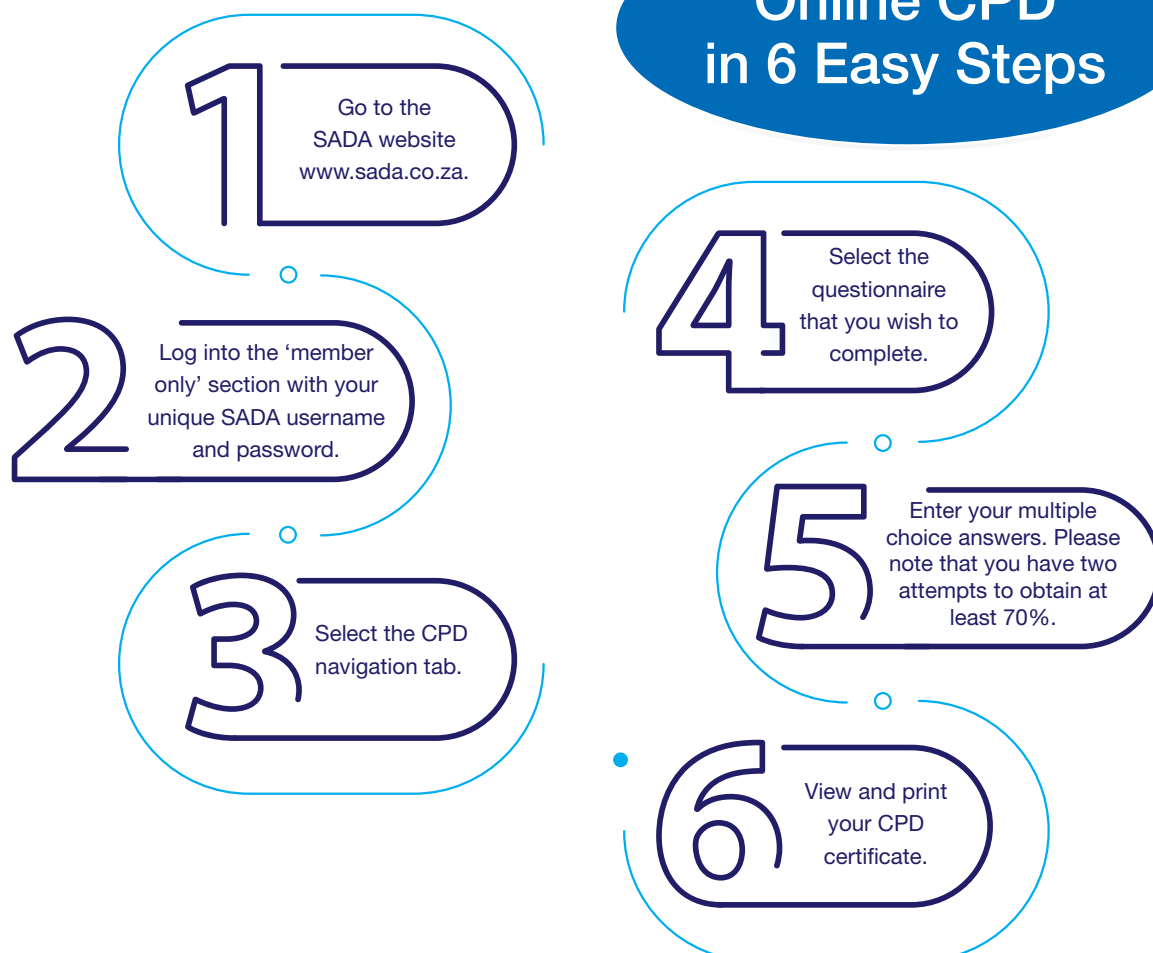 Online CPD
in 6 Easy Steps
1
Go to the
SADA website
www.sada.co.za.
2
Log into the ‘member
only’ section with your
unique SADA username
and password.
3
Select the CPD
navigation tab.
4
Select the
questionnaire
that you wish to
complete.
5
Enter your multiple
choice answers. Please
note that you have two
attempts to obtain at
least 70%.
6
View and print
your CPD
certificate.